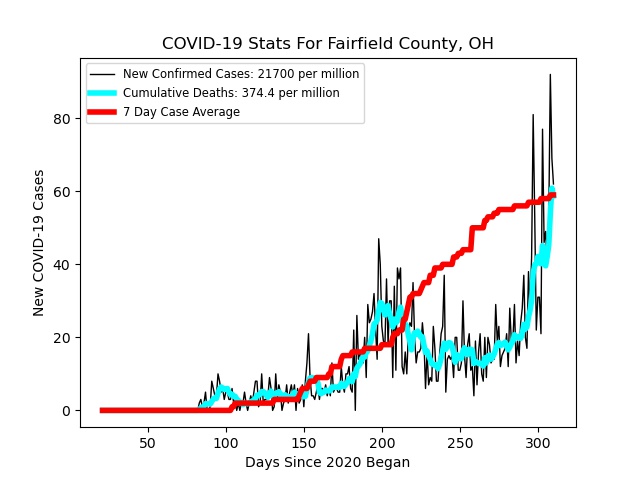 COVID-19 Stats For Fairfield County, OH
New Confirmed Cases: 21700 per million
Cumulative Deaths: 374.4 per million
7 Day Case Average
New COVID-19 Cases
80
60
40
20
0
50 100 150 200 250 300
Days Since 2020 Began